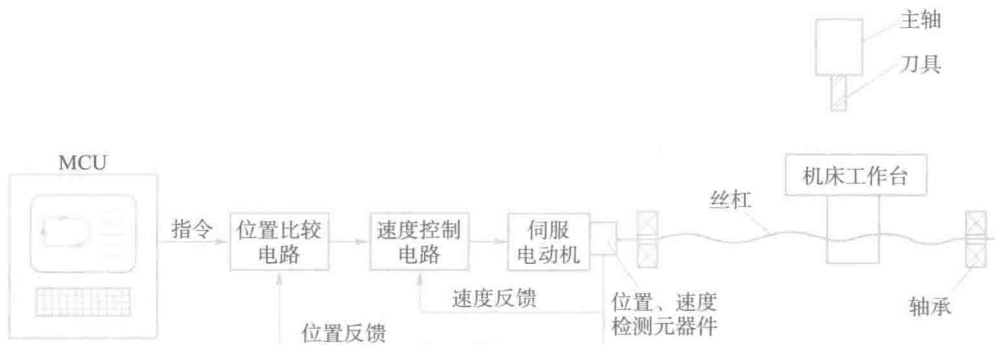 主轴
刀具
MCU
机床工作台
丝杠
指令
位置比较
电路
速度控制
电路
伺服
电动机
速度反馈
位置、速度
检测元器件
轴承
位置反馈